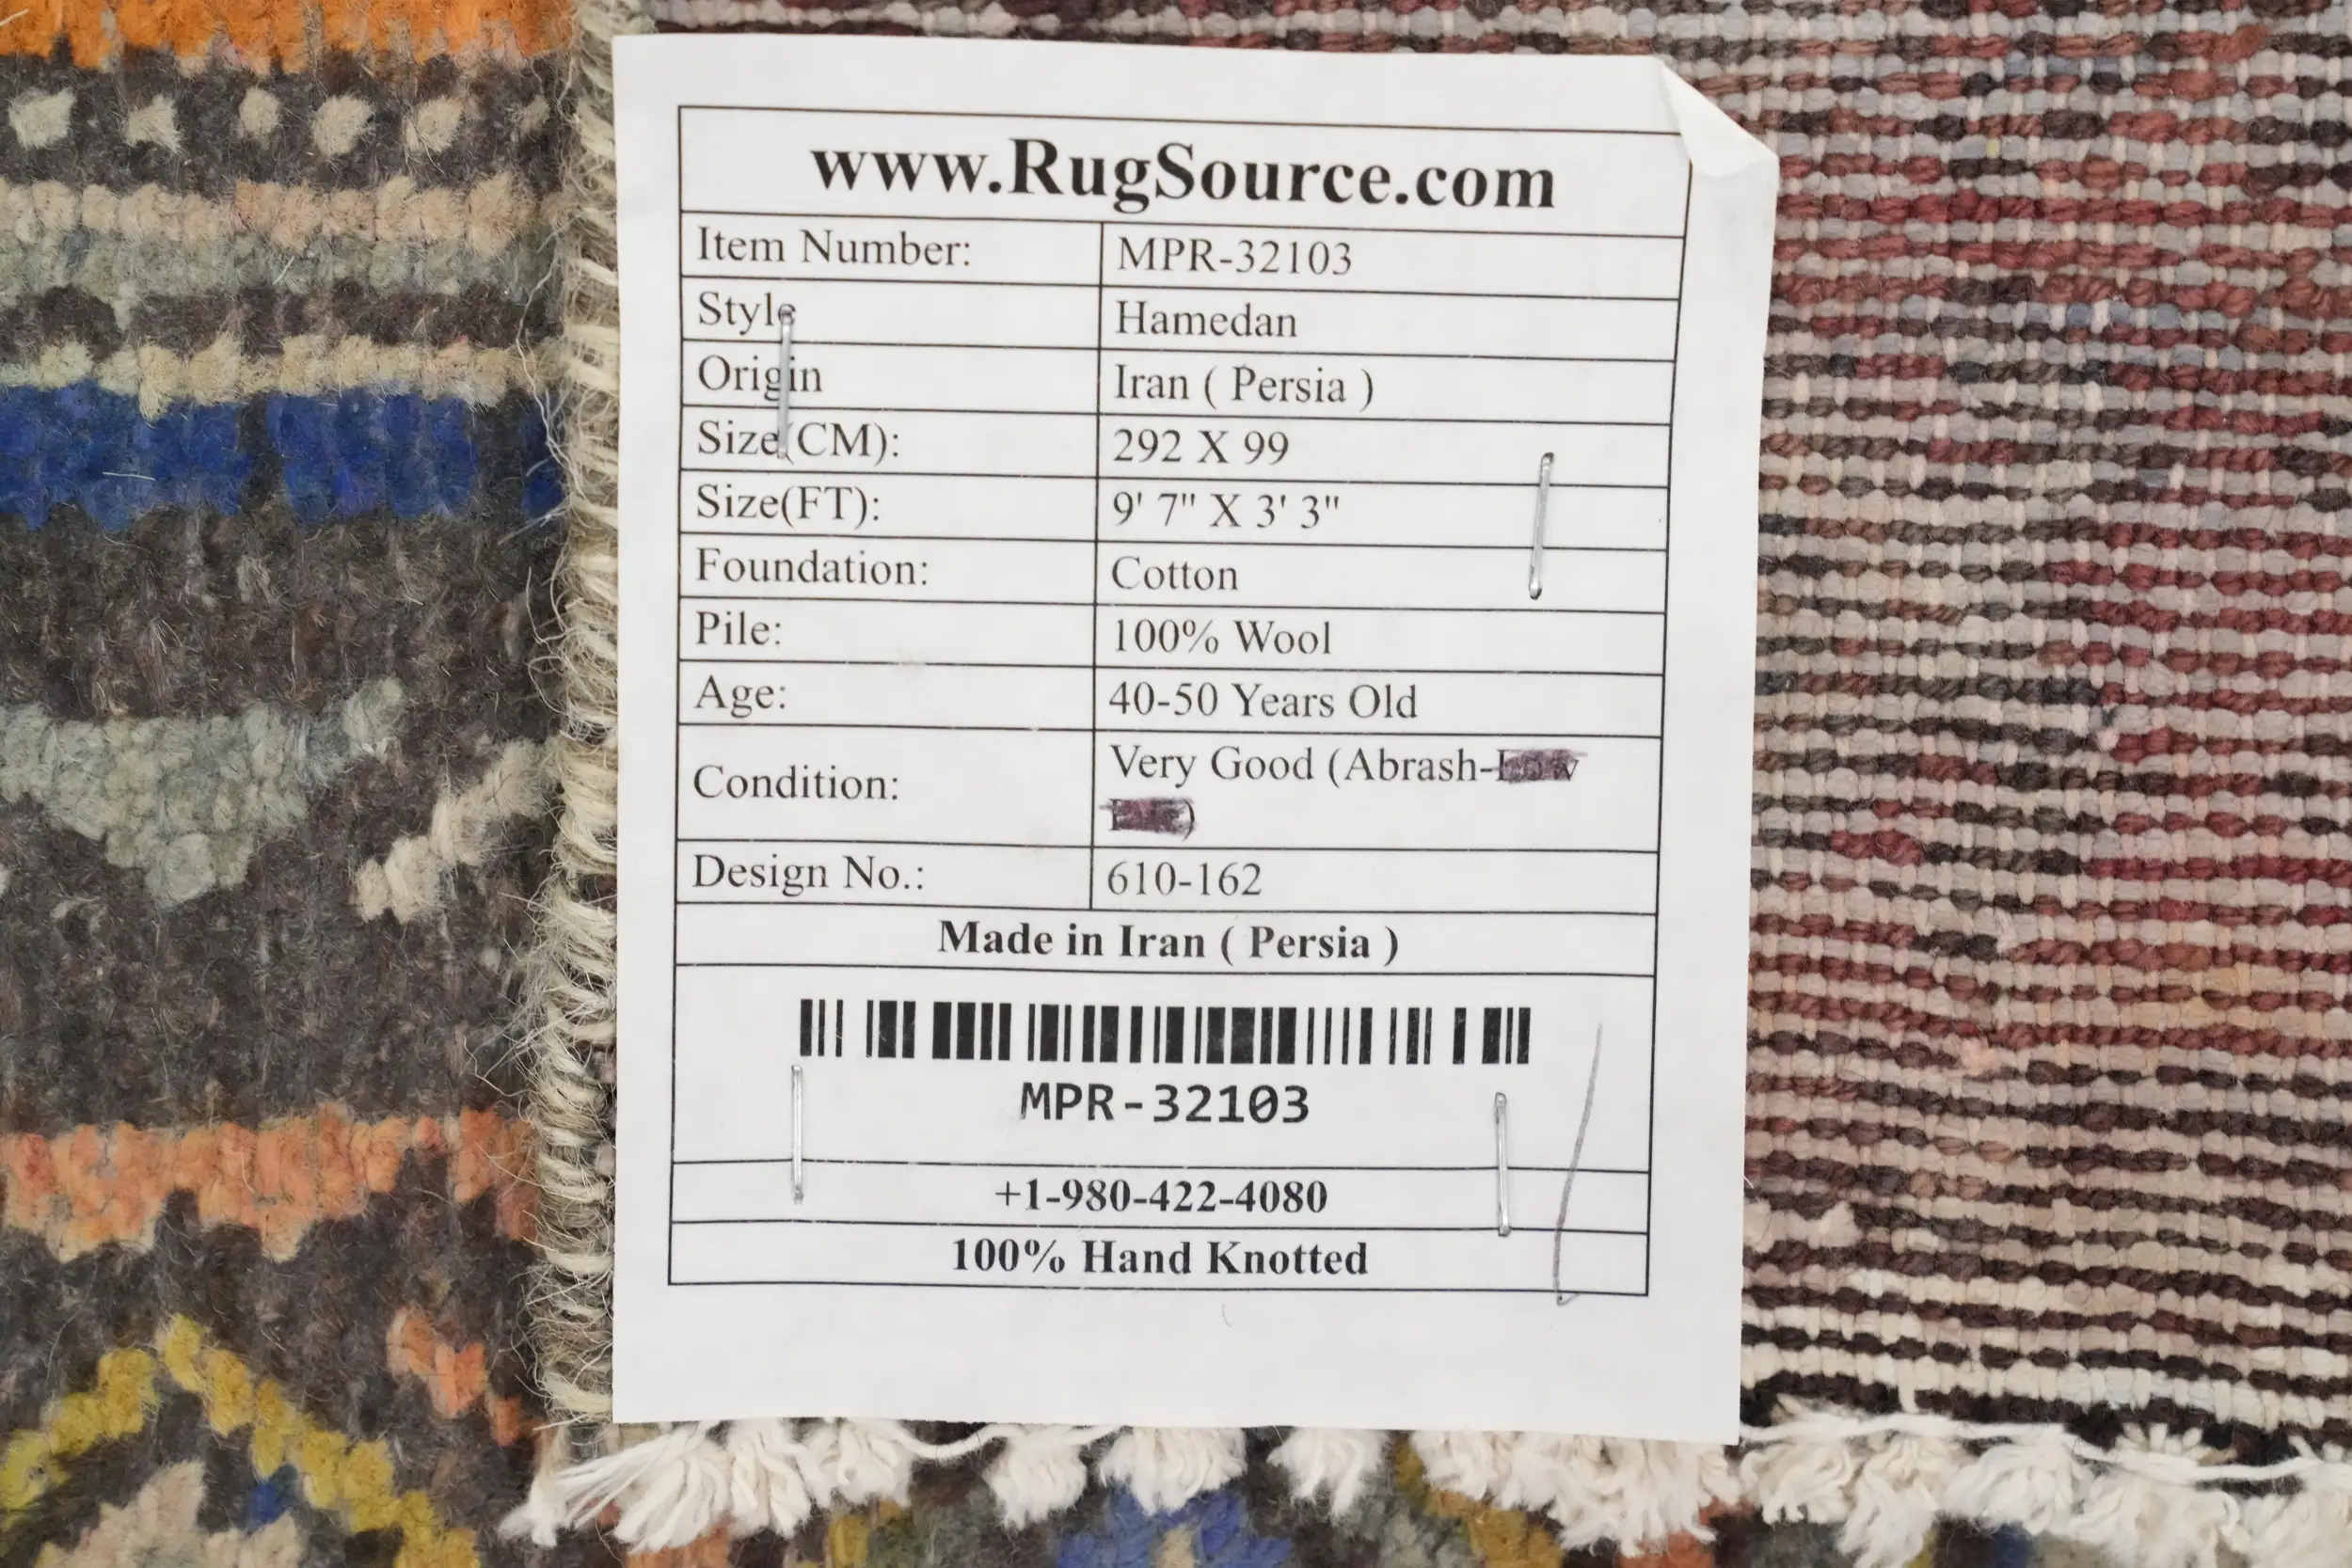 www.RugSource.com
Item Number: MPR-32103
Style Hamedan
Origin Iran ( Persia )
Size(CM): 292 X 99
Size(FT): 9' 7" X 3' 3"
Foundation: Cotton
Pile: 100% Wool
Age: 40-50 Years Old
Condition: Very Good (Abrash-
)
Design No.: 610-162
Made in Iran ( Persia )
MPR-32103
+1-980-422-4080
100% Hand Knotted